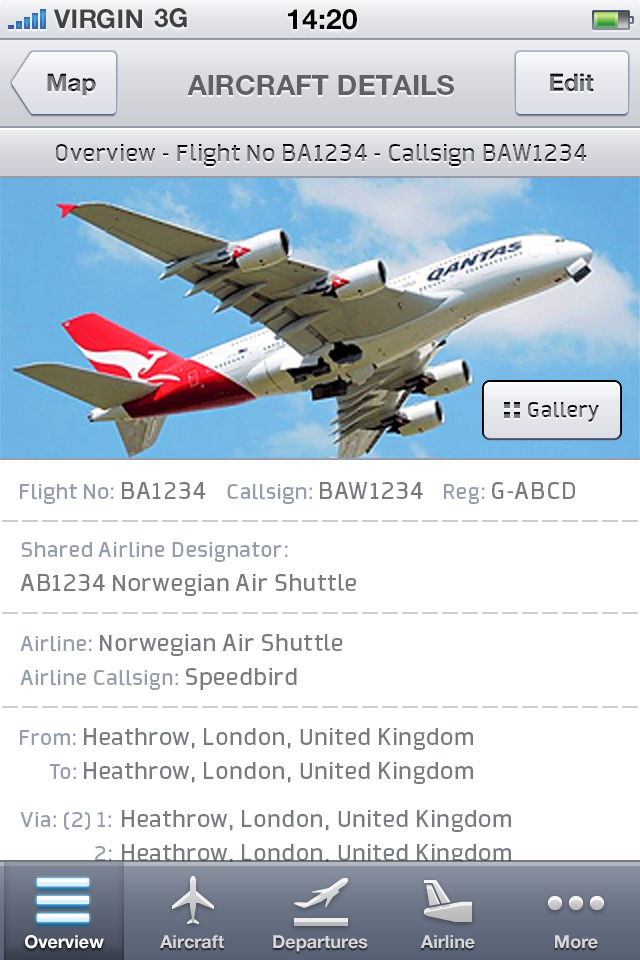 VIRGIN 3G 14:20
Map AIRCRAFT DETAILS Edit
Overview - Flight No BA1234 - Callsign BAW1234
QANTAS
Gallery
Flight No: BA1234 Callsign: BAW1234 Reg: G-ABCD
Shared Airline Designator:
AB1234 Norwegian Air Shuttle
Airline: Norwegian Air Shuttle
Airline Callsign: Speedbird
From: Heathrow, London, United Kingdom
To: Heathrow, London, United Kingdom
Via: (2) 1: Heathrow, London, United Kingdom
2: Heathrow, London, United Kingdom
Overview Aircraft Departures Airline More